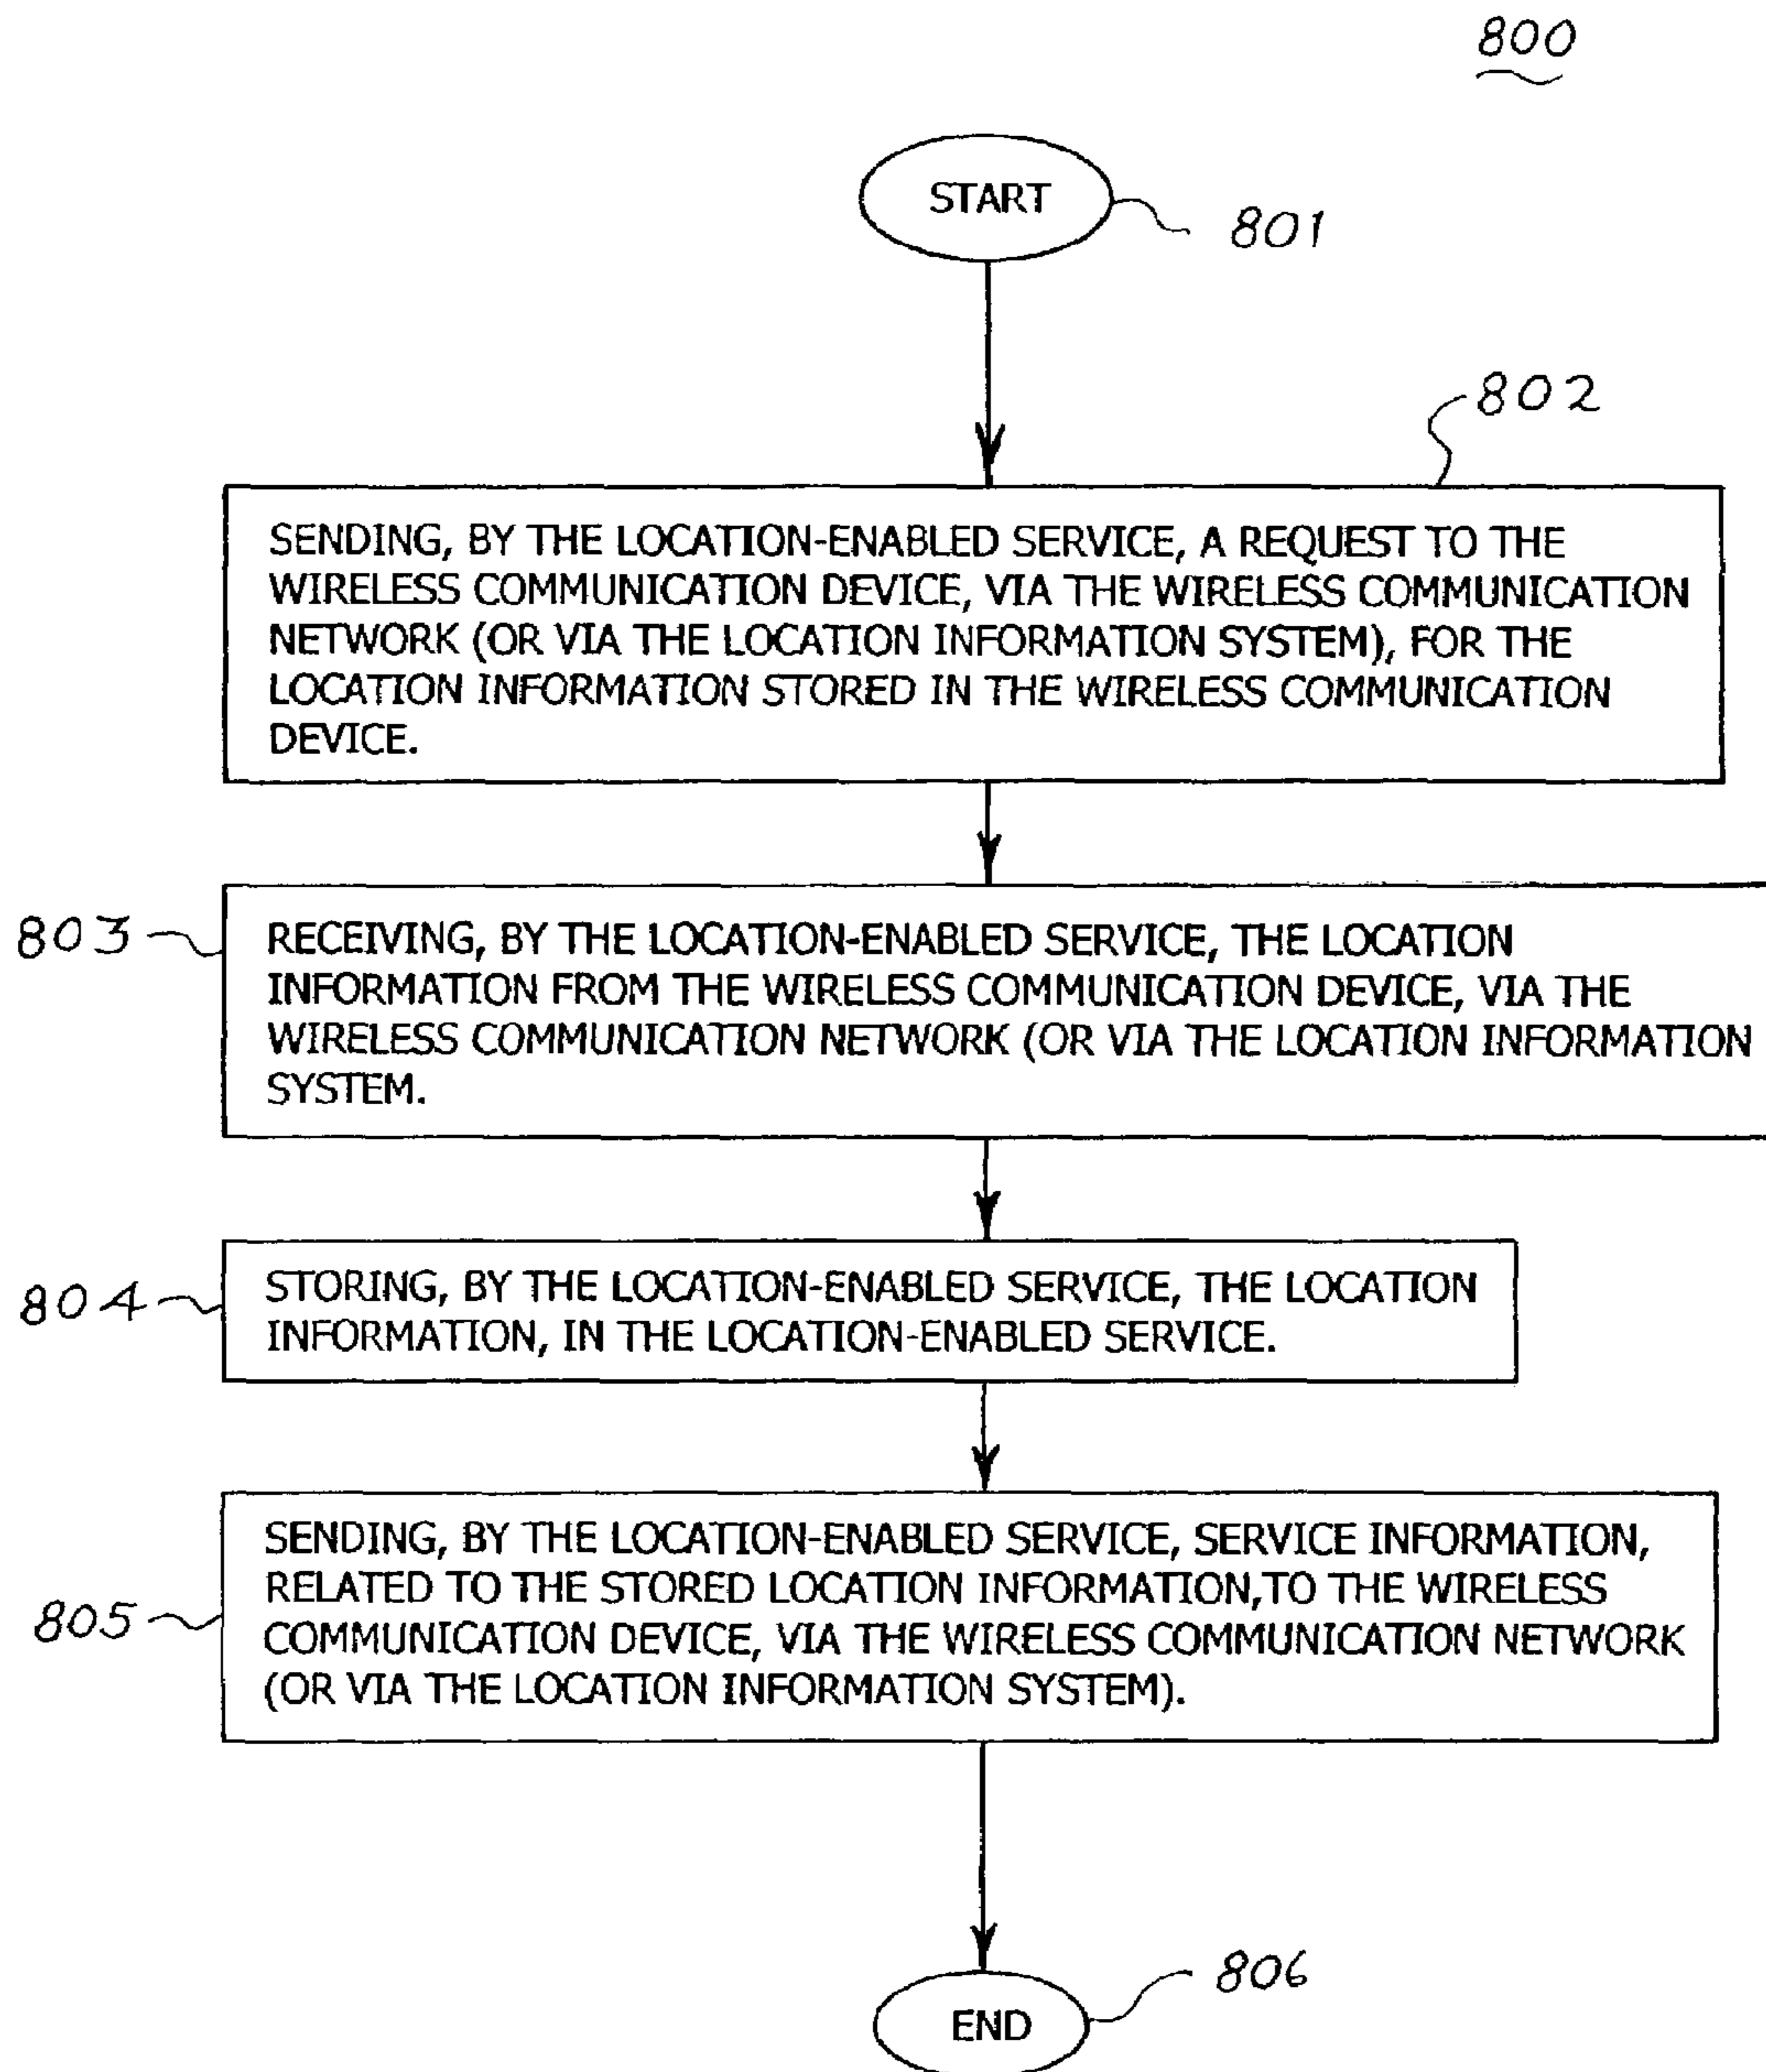 800
START
801
802
SENDING, BY THE LOCATION-ENABLED SERVICE, A REQUEST TO THE
WIRELESS COMMUNICATION DEVICE, VIA THE WIRELESS COMMUNICATION
NETWORK (OR VIA THE LOCATION INFORMATION SYSTEM), FOR THE
LOCATION INFORMATION STORED IN THE WIRELESS COMMUNICATION
DEVICE.
803
RECEIVING, BY THE LOCATION-ENABLED SERVICE, THE LOCATION
INFORMATION FROM THE WIRELESS COMMUNICATION DEVICE, VIA THE
WIRELESS COMMUNICATION NETWORK (OR VIA THE LOCATION INFORMATION
SYSTEM.
804
STORING, BY THE LOCATION-ENABLED SERVICE, THE LOCATION
INFORMATION, IN THE LOCATION-ENABLED SERVICE.
805
SENDING, BY THE LOCATION-ENABLED SERVICE, SERVICE INFORMATION,
RELATED TO THE STORED LOCATION INFORMATION,TO THE WIRELESS
COMMUNICATION DEVICE, VIA THE WIRELESS COMMUNICATION NETWORK
(OR VIA THE LOCATION INFORMATION SYSTEM).
806
END